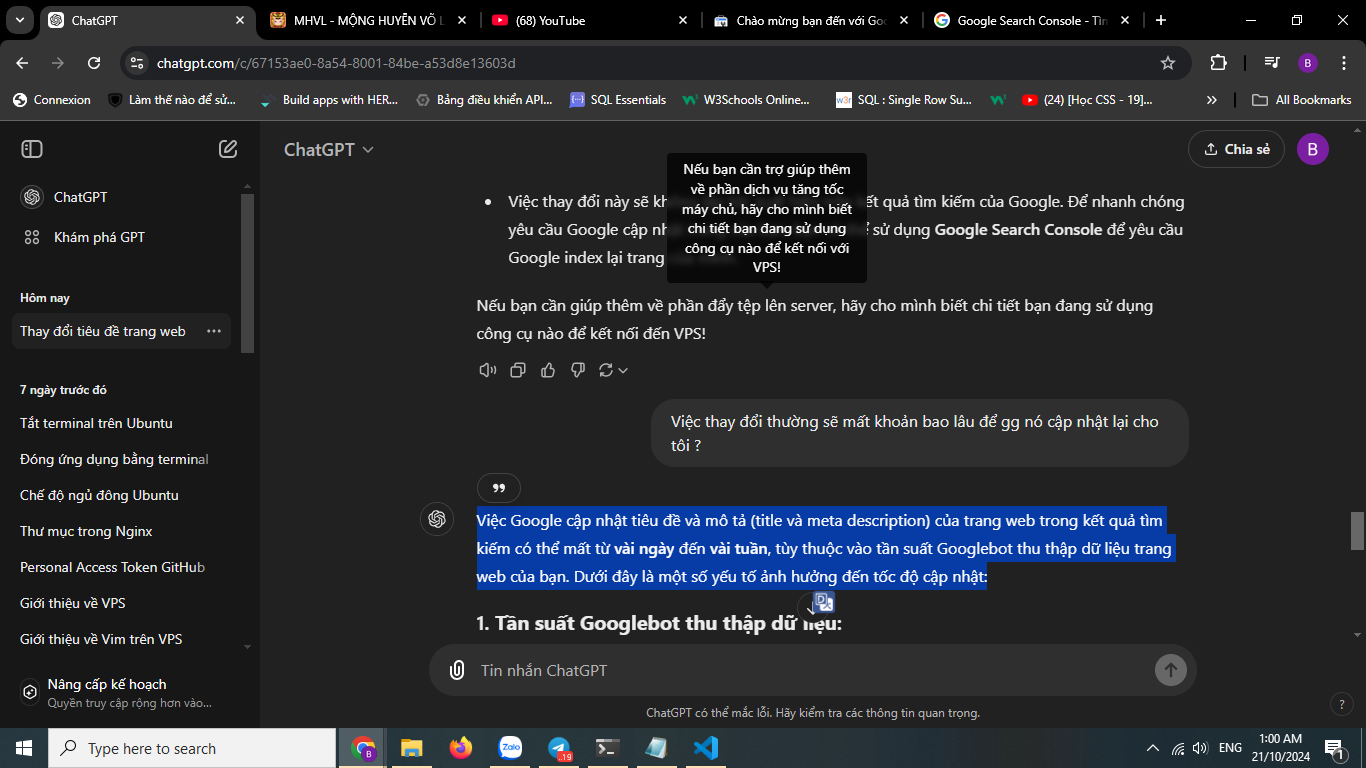 ChatGPT
MHVL - MỘNG HUYỄN VÕ L
(68) YouTube
Chào mừng bạn đến với Goo
Google Search Console - Tìn
chatgpt.com/c/67153ae0-8a54-8001-84be-a53d8e13603d
B
Connexion
Làm thế nào để sử...
Build apps with HER...
Bảng điều khiển API...
SQL Essentials
W3Schools Online...
SQL : Single Row Su...
(24) [Học CSS - 19]...
All Bookmarks
ChatGPT
Khám phá GPT
Hôm nay
Thay đổi tiêu đề trang web
7 ngày trước đó
Tắt terminal trên Ubuntu
Đóng ứng dụng bằng terminal
Chế độ ngủ đông Ubuntu
Thư mục trong Nginx
Personal Access Token GitHub
Giới thiệu về VPS
Giới thiệu về Vim trên VPS
Nâng cấp kế hoạch
Quyền truy cập rộng hơn vào...
ChatGPT
Chia sẻ
B
Nếu bạn cần trợ giúp thêm
về phần dịch vụ tăng tốc
máy chủ, hãy cho mình biết
chi tiết bạn đang sử dụng
công cụ nào để kết nối với
VPS!
Việc thay đổi này sẽ kh ết quả tìm kiếm của Google. Để nhanh chóng
yêu cầu Google cập nh sử dụng Google Search Console để yêu cầu
Google index lại trang
Nếu bạn cần giúp thêm về phần đẩy tệp lên server, hãy cho mình biết chi tiết bạn đang sử dụng
công cụ nào để kết nối đến VPS!
Việc thay đổi thường sẽ mất khoản bao lâu để gg nó cập nhật lại cho
tôi ?
Việc Google cập nhật tiêu đề và mô tả (title và meta description) của trang web trong kết quả tìm
kiếm có thể mất từ vài ngày đến vài tuần, tùy thuộc vào tần suất Googlebot thu thập dữ liệu trang
web của bạn. Dưới đây là một số yếu tố ảnh hưởng đến tốc độ cập nhật:
1. Tần suất Googlebot thu thập dữ liệu:
Tin nhắn ChatGPT
ChatGPT có thể mắc lỗi. Hãy kiểm tra các thông tin quan trọng.
?
Type here to search
Zalo
19
ENG
1:00 AM
21/10/2024
1